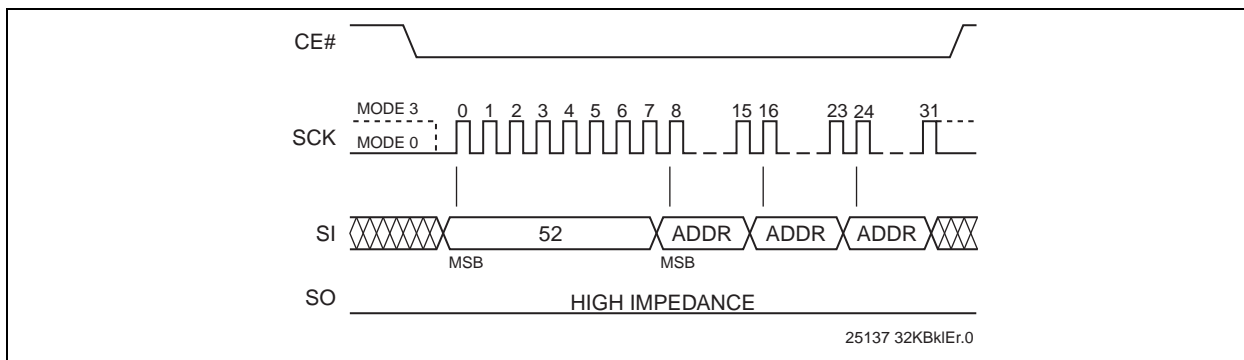 CE#
MODE 3
0 1 2 3 4 5 6 7 8 15 16 23 24 31
SCK
MODE 0
SI
52 ADDR ADDR ADDR
MSB MSB
SO
HIGH IMPEDANCE
25137 32KBklEr.0